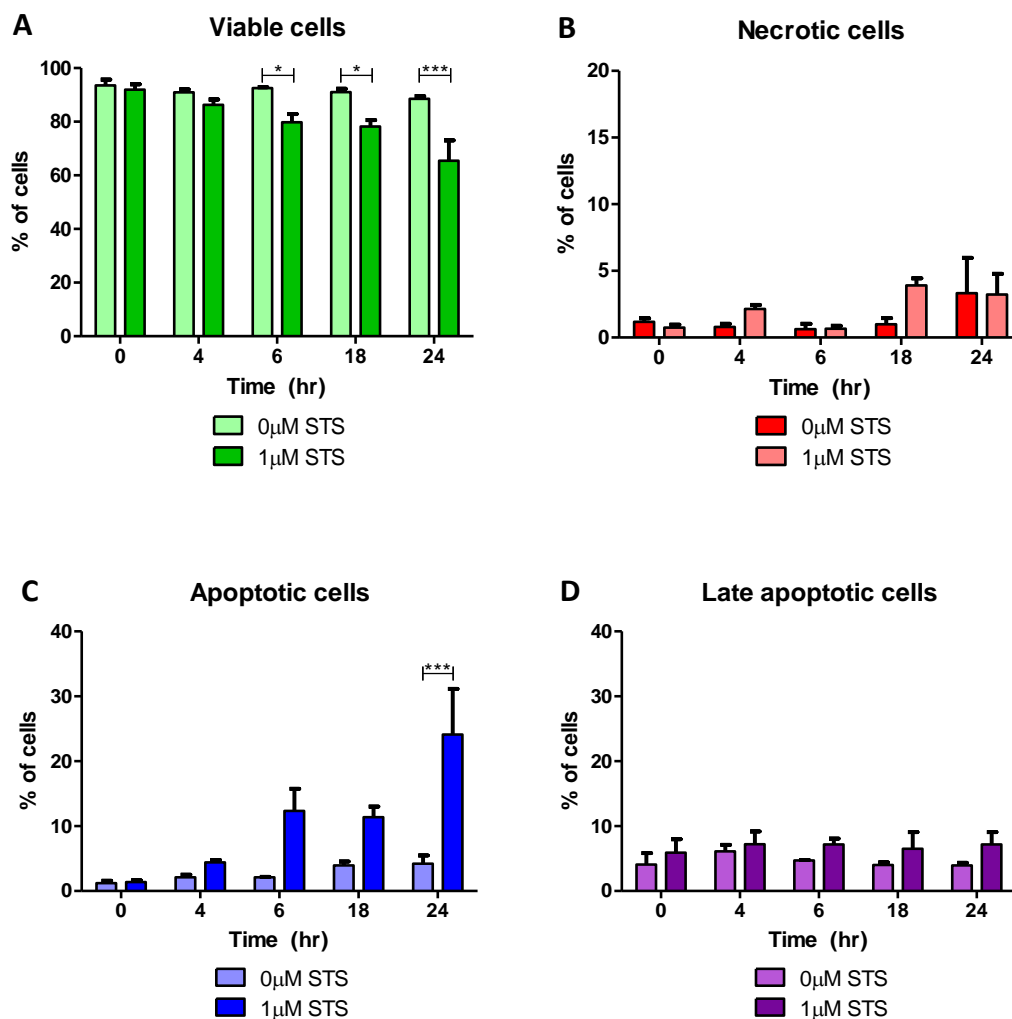 A
Viable cells
% of cells
100
80
60
40
20
0
* * ***
0 4 6 18 24
Time (hr)
0μM STS
1μM STS
B
Necrotic cells
% of cells
20
15
10
5
0
0 4 6 18 24
Time (hr)
0μM STS
1μM STS
C
Apoptotic cells
% of cells
40
30
20
10
0
***
0 4 6 18 24
Time (hr)
0μM STS
1μM STS
D
Late apoptotic cells
% of cells
40
30
20
10
0
0 4 6 18 24
Time (hr)
0μM STS
1μM STS